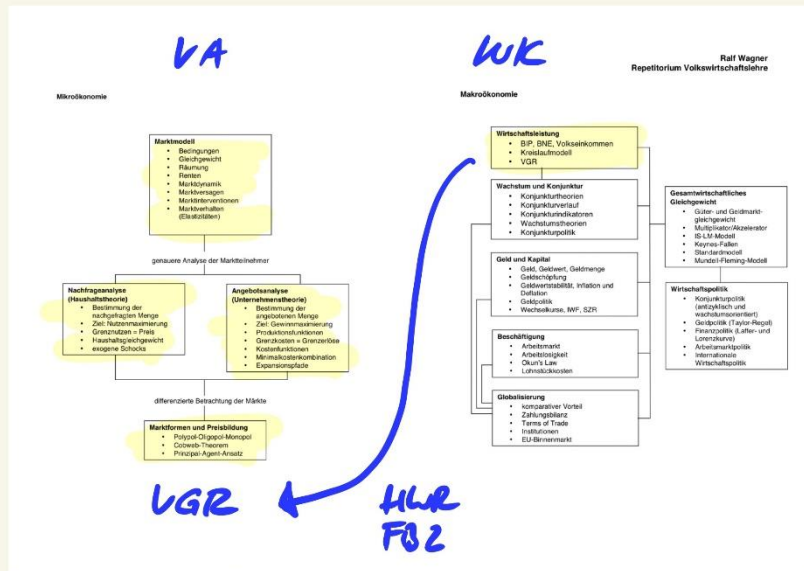 VA
WK
Ralf Wagner
Repetitorium Volkswirtschaftslehre
Mikroökonomie
Marktmodell
• Bedingungen
• Gleichgewicht
• Räumung
• Renten
• Marktdynamik
• Marktversagen
• Marktinterventionen
• Marktverhalten
(Elastizitäten)
genauere Analyse der Marktteilnehmer
Nachfrageanalyse
(Haushaltstheorie)
• Bestimmung der
nachgefragten Menge
• Ziel: Nutzenmaximierung
• Grenznutzen = Preis
• Haushaltsgleichgewicht
• exogene Schocks
Angebotsanalyse
(Unternehmenstheorie)
• Bestimmung der
angebotenen Menge
• Ziel: Gewinnmaximierung
• Produktionsfunktionen
• Grenzkosten = Grenzerlöse
• Kostenfunktionen
• Minimalkostenkombination
• Expansionspfade
differenzierte Betrachtung der Märkte
Marktformen und Preisbildung
• Polypol-Oligopol-Monopol
• Cobweb-Theorem
• Prinzipal-Agent-Ansatz
VGR
Makroökonomie
Wirtschaftsleistung
• BIP, BNE, Volkseinkommen
• Kreislaufmodell
• VGR
Wachstum und Konjunktur
• Konjunkturtheorien
• Konjunkturverlauf
• Konjunkturindikatoren
• Wachstumstheorien
• Konjunkturpolitik
Geld und Kapital
• Geld, Geldwert, Geldmenge
• Geldschöpfung
• Geldwertstabilität, Inflation und
Deflation
• Geldpolitik
• Wechselkurse, IWF, SZR
Beschäftigung
• Arbeitsmarkt
• Arbeitslosigkeit
• Okun's Law
• Lohnstückkosten
Globalisierung
• komparativer Vorteil
• Zahlungsbilanz
• Terms of Trade
• Institutionen
• EU-Binnenmarkt
Gesamtwirtschaftliches
Gleichgewicht
• Güter- und Geldmarkt-
gleichgewicht
• Multiplikator/Akzelerator
• IS-LM-Modell
• Keynes-Fallen
• Standardmodell
• Mundell-Fleming-Modell
Wirtschaftspolitik
• Konjunkturpolitik
(antizyklisch und
wachstumsorientiert)
• Geldpolitik (Taylor-Regel)
• Finanzpolitik (Laffer- und
Lorenzkurve)
• Arbeitsmarktpolitik
• Internationale
Wirtschaftspolitik
HWR
FB2